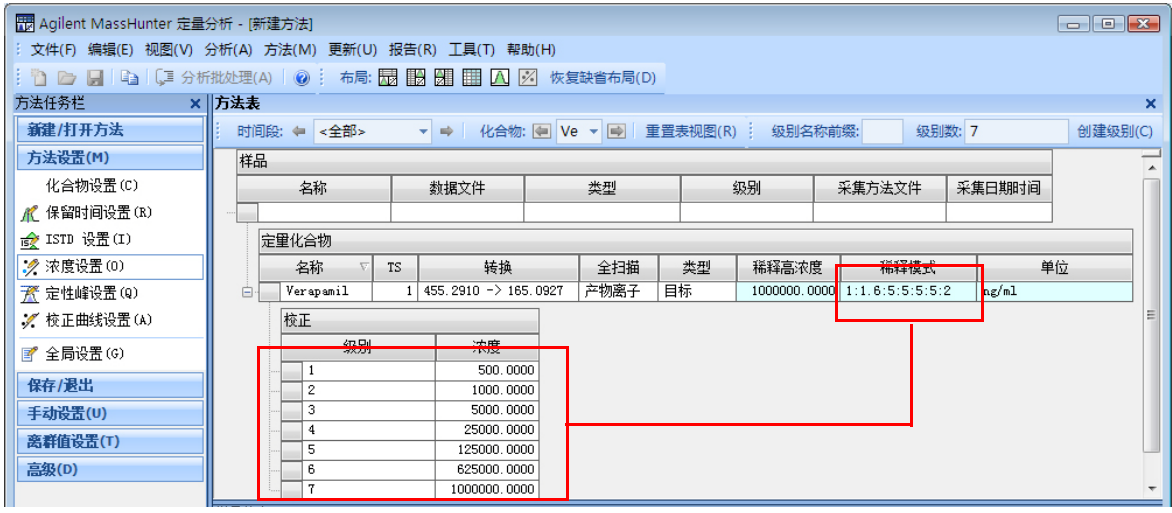 Agilent MassHunter 定量分析 - [新建方法]
文件(F) 编辑(E) 视图(V) 分析(A) 方法(M) 更新(U) 报告(R) 工具(T) 帮助(H)
分析批处理(A) 布局: 恢复缺省布局(D)
方法任务栏
新建/打开方法
方法设置(M)
化合物设置(C)
保留时间设置(R)
ISTD 设置(I)
浓度设置(O)
定性峰设置(Q)
校正曲线设置(A)
全局设置(G)
保存/退出
手动设置(U)
离群值设置(T)
高级(D)
方法表
时间段: <全部> 化合物: Ve 重置表视图(R) 级别名称前缀: 级别数: 7 创建级别(C)
样品
名称 数据文件 类型 级别 采集方法文件 采集日期时间
定量化合物
名称 TS 转换 全扫描 类型 稀释高浓度 稀释模式 单位
Verapamil 1 455.2910 -> 165.0927 产物离子 目标 1000000.0000 1:1.6:5:5:5:5:2 ng/ml
校正
级别 浓度
1 500.0000
2 1000.0000
3 5000.0000
4 25000.0000
5 125000.0000
6 625000.0000
7 1000000.0000